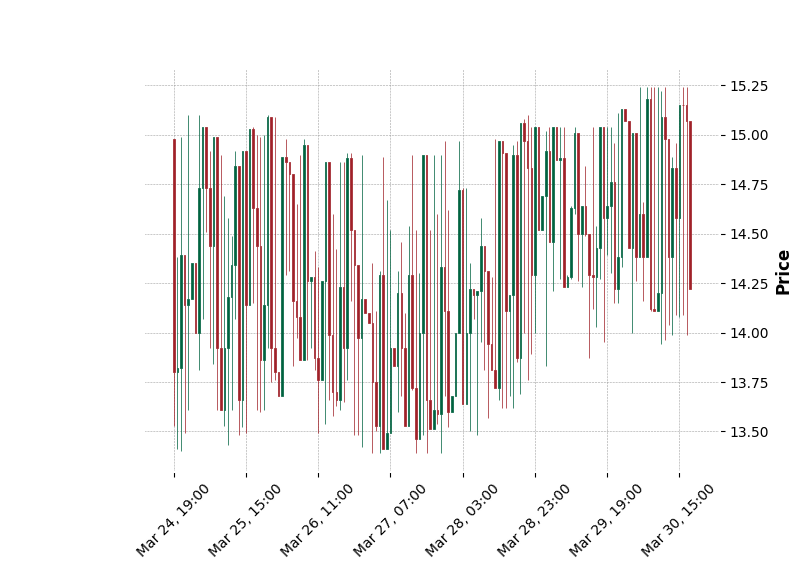 15.25
15.00
14.75
14.50
14.25
14.00
13.75
13.50
Price
Mar 24, 19:00
Mar 25, 15:00
Mar 26, 11:00
Mar 27, 07:00
Mar 28, 03:00
Mar 28, 23:00
Mar 29, 19:00
Mar 30, 15:00